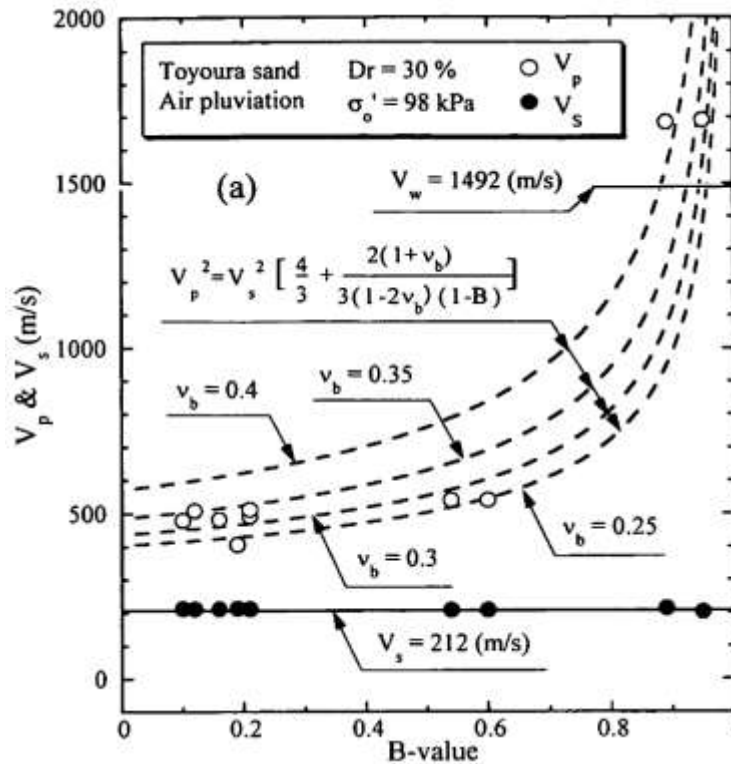 2000
Toyoura sand Dr = 30 % ○ V_p
Air pluviation σ_o' = 98 kPa ● V_S
(a)
V_w = 1492 (m/s)
1500
V_p^2=V_s^2 [ 4/3 + 2(1+ν_b)/3(1-2ν_b)(1-B) ]
1000
ν_b = 0.4
ν_b = 0.35
V_p & V_s (m/s)
500
ν_b = 0.3
ν_b = 0.25
V_s = 212 (m/s)
0
0 0.2 0.4 0.6 0.8
B-value